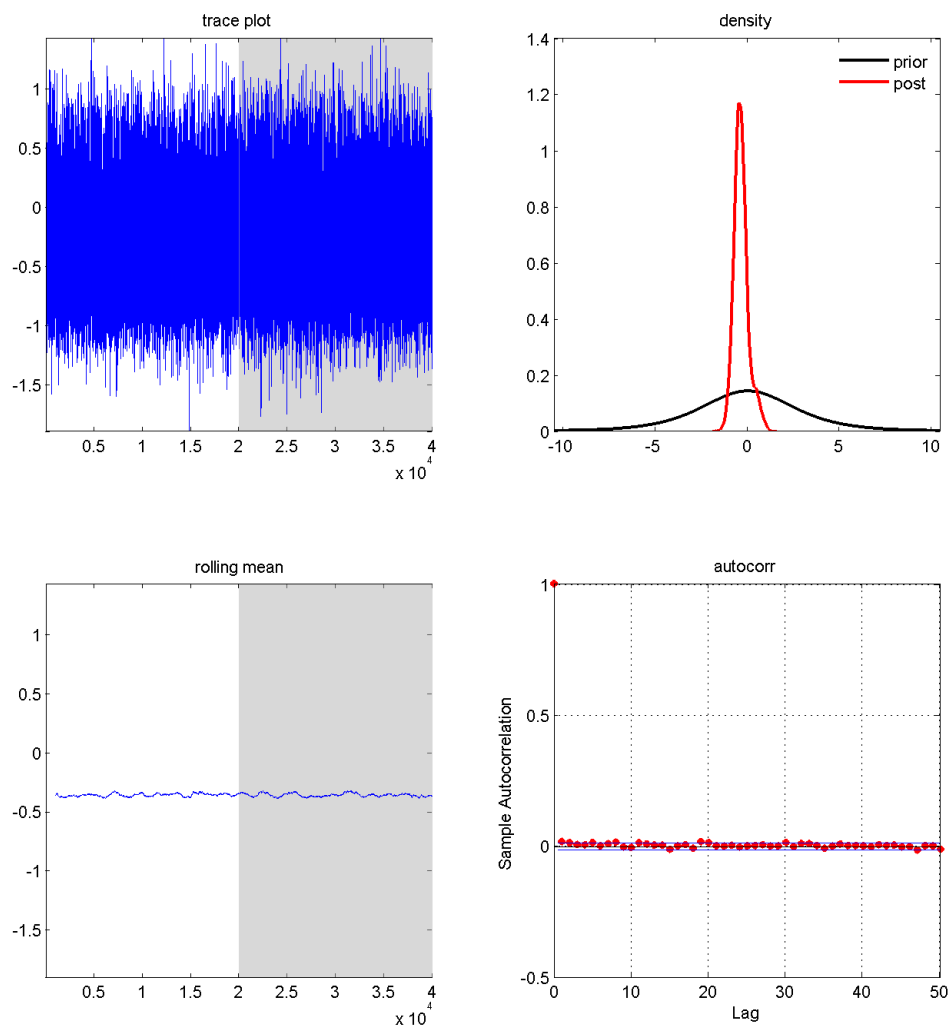 trace plot
1
0.5
0
-0.5
-1
-1.5
0.5 1 1.5 2 2.5 3 3.5 4
x 10^4
density
1.4
1.2
1
0.8
0.6
0.4
0.2
0
-10 -5 0 5 10
prior
post
rolling mean
1
0.5
0
-0.5
-1
-1.5
0.5 1 1.5 2 2.5 3 3.5 4
x 10^4
autocorr
Sample Autocorrelation
1
0.5
0
-0.5
0 10 20 30 40 50
Lag